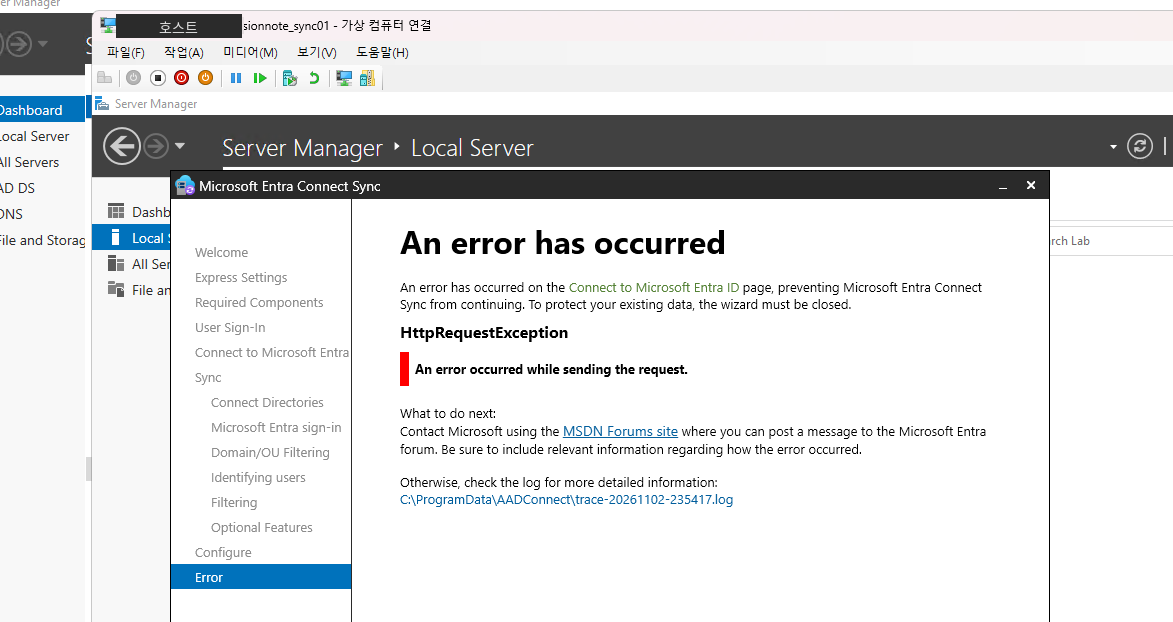 er Manager
호스트
sionnote_sync01 - 가상 컴퓨터 연결
파일(F) 작업(A) 미디어(M) 보기(V) 도움말(H)
Server Manager
Server Manager ‣ Local Server
Dashboard
ocal Server
All Servers
AD DS
DNS
File and Storag
Dashb
Local S
All Ser
File an
rch Lab
Microsoft Entra Connect Sync
Welcome
Express Settings
Required Components
User Sign-In
Connect to Microsoft Entra
Sync
Connect Directories
Microsoft Entra sign-in
Domain/OU Filtering
Identifying users
Filtering
Optional Features
Configure
Error
An error has occurred
An error has occurred on the Connect to Microsoft Entra ID page, preventing Microsoft Entra Connect
Sync from continuing. To protect your existing data, the wizard must be closed.
HttpRequestException
An error occurred while sending the request.
What to do next:
Contact Microsoft using the MSDN Forums site where you can post a message to the Microsoft Entra
forum. Be sure to include relevant information regarding how the error occurred.
Otherwise, check the log for more detailed information:
C:\ProgramData\AADConnect\trace-20261102-235417.log